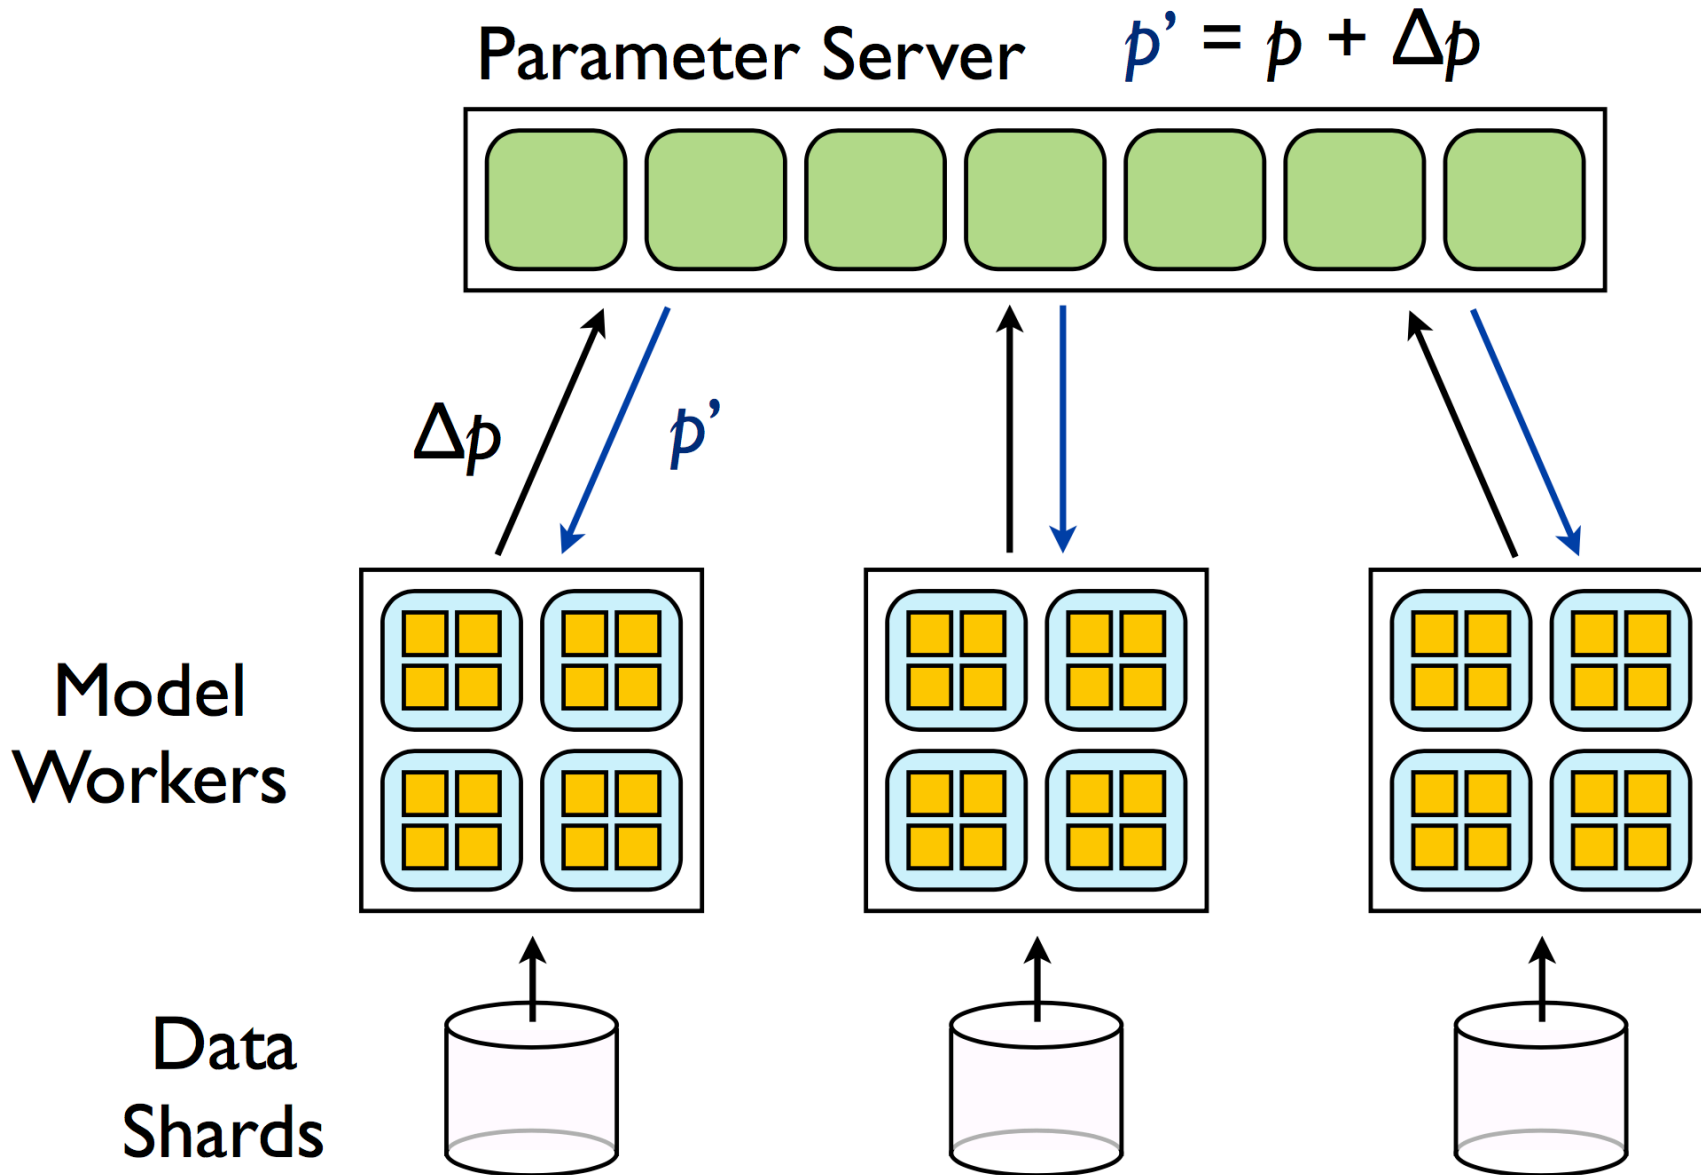 Parameter Server p’ = p + Δp
Δp
p’
Model
Workers
Data
Shards